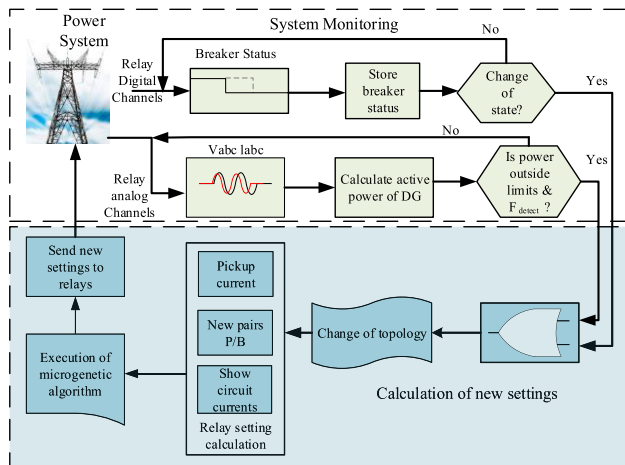 Power
System
System Monitoring
No
Relay
Digital
Channels
Breaker Status
Store
breaker
status
Change
of
state?
Yes
No
Relay
analog
Channels
Vabc Iabc
Calculate active
power of DG
Is power
outside
limits &
F detect ?
Yes
Send new
settings to
relays
Execution of
microgenetic
algorithm
Pickup
current
New pairs
P/B
Show
circuit
currents
Relay setting
calculation
Change of topology
Calculation of new settings